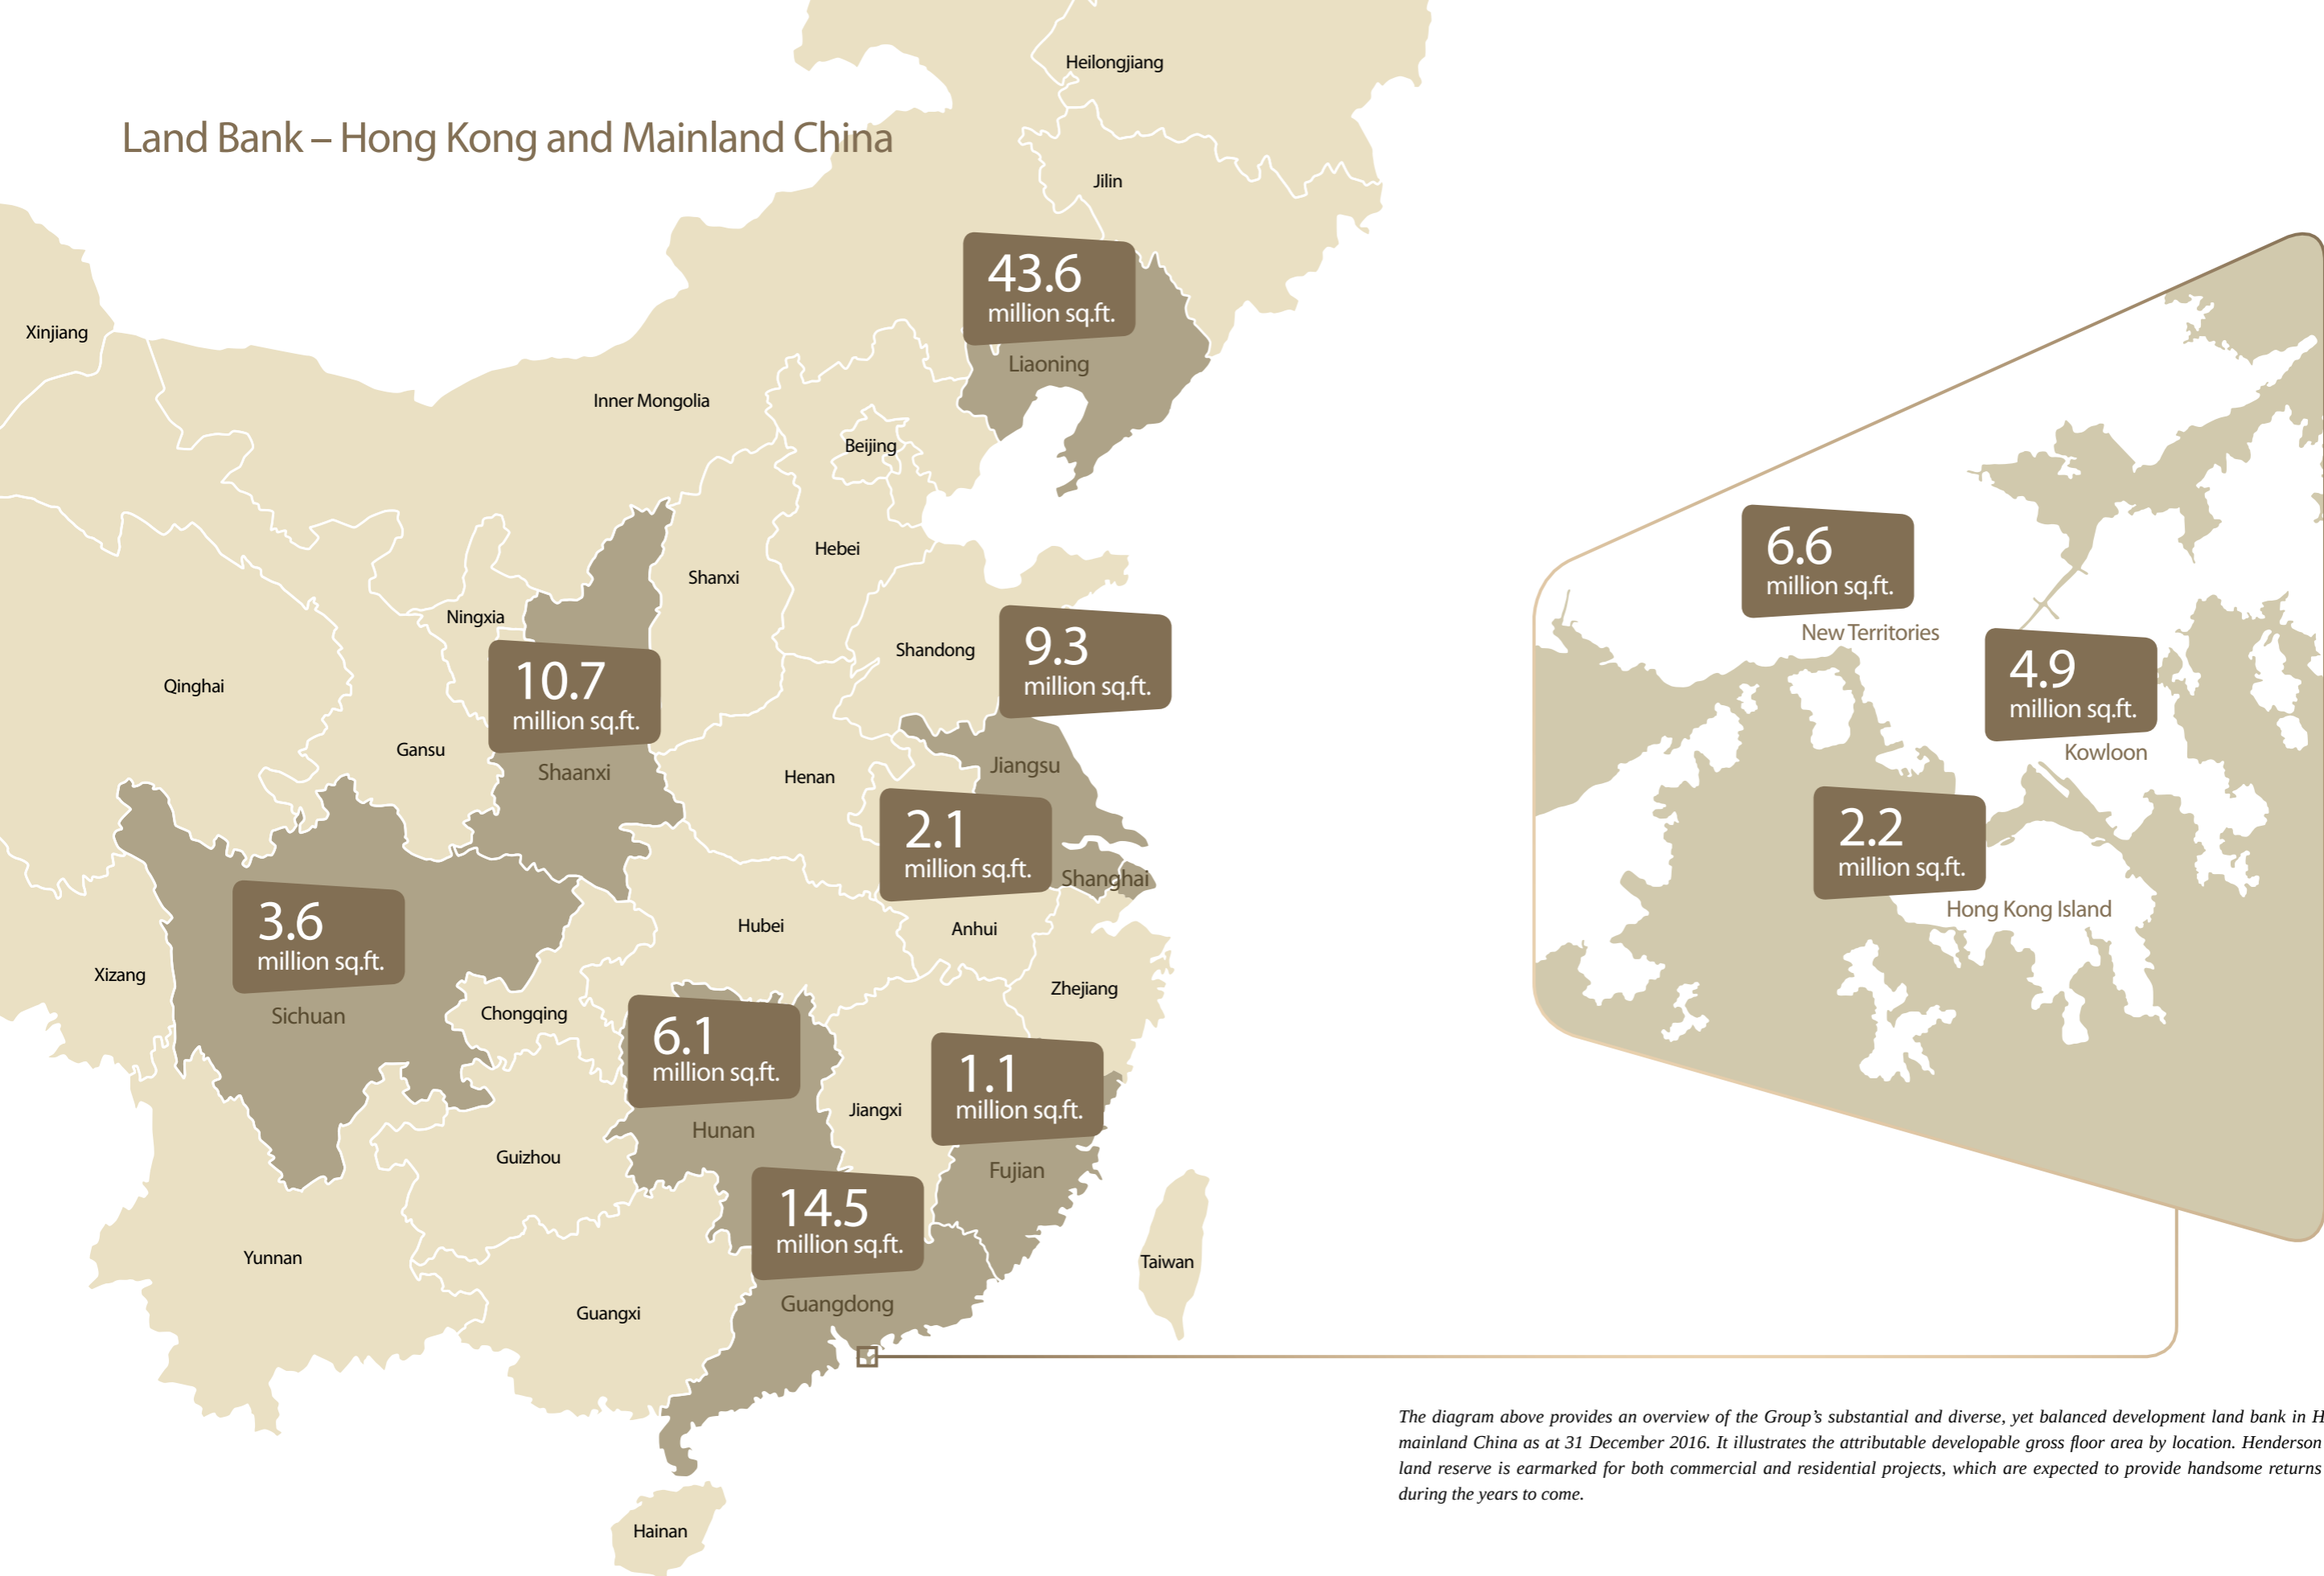 Land Bank – Hong Kong and Mainland China
Heilongjiang
Jilin
43.6
million sq.ft.
Liaoning
Xinjiang
Inner Mongolia
Beijing
Hebei
Shanxi
Ningxia
Shandong
9.3
million sq.ft.
Jiangsu
10.7
million sq.ft.
Shaanxi
Qinghai
Gansu
Henan
2.1
million sq.ft.
Shanghai
3.6
million sq.ft.
Sichuan
Xizang
Hubei
Anhui
Zhejiang
Chongqing
6.1
million sq.ft.
Hunan
1.1
million sq.ft.
Fujian
Jiangxi
Guizhou
14.5
million sq.ft.
Guangdong
Yunnan
Guangxi
Taiwan
Hainan
6.6
million sq.ft.
New Territories
4.9
million sq.ft.
Kowloon
2.2
million sq.ft.
Hong Kong Island
The diagram above provides an overview of the Group’s substantial and diverse, yet balanced development land bank in H
mainland China as at 31 December 2016. It illustrates the attributable developable gross floor area by location. Henderson
land reserve is earmarked for both commercial and residential projects, which are expected to provide handsome returns
during the years to come.